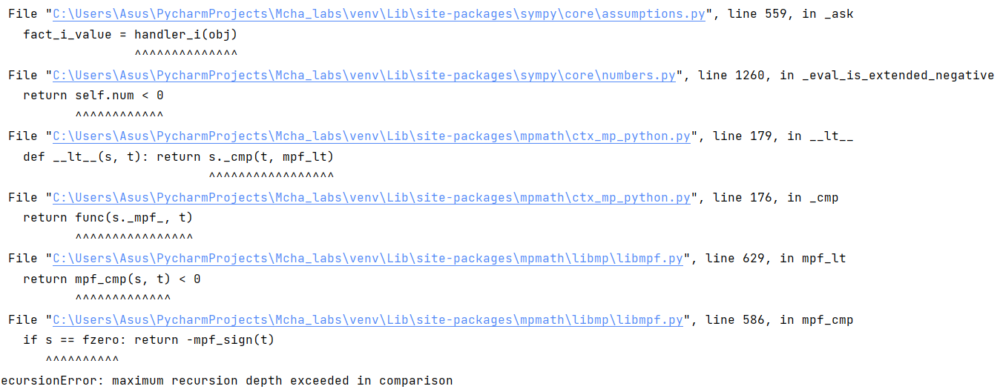 File "C:\Users\Asus\PycharmProjects\Mcha_labs\venv\Lib\site-packages\sympy\core\assumptions.py", line 559, in _ask
fact_i_value = handler_i(obj)
^^^^^^^^^^^^^^
File "C:\Users\Asus\PycharmProjects\Mcha_labs\venv\Lib\site-packages\sympy\core\numbers.py", line 1260, in _eval_is_extended_negative
return self.num < 0
^^^^^^^^^^^^
File "C:\Users\Asus\PycharmProjects\Mcha_labs\venv\Lib\site-packages\mpmath\ctx_mp_python.py", line 179, in __lt__
def __lt__(s, t): return s._cmp(t, mpf_lt)
^^^^^^^^^^^^^^^^^
File "C:\Users\Asus\PycharmProjects\Mcha_labs\venv\Lib\site-packages\mpmath\ctx_mp_python.py", line 176, in _cmp
return func(s._mpf_, t)
^^^^^^^^^^^^^^^^
File "C:\Users\Asus\PycharmProjects\Mcha_labs\venv\Lib\site-packages\mpmath\libmp\libmpf.py", line 629, in mpf_lt
return mpf_cmp(s, t) < 0
^^^^^^^^^^^^^
File "C:\Users\Asus\PycharmProjects\Mcha_labs\venv\Lib\site-packages\mpmath\libmp\libmpf.py", line 586, in mpf_cmp
if s == fzero: return -mpf_sign(t)
^^^^^^^^^^
ecursionError: maximum recursion depth exceeded in comparison